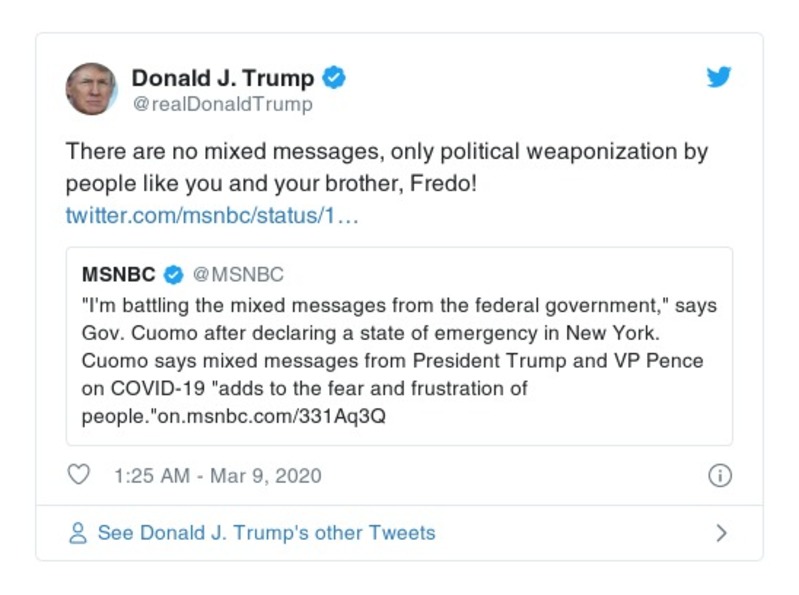 Donald J. Trump
@realDonaldTrump
There are no mixed messages, only political weaponization by
people like you and your brother, Fredo!
twitter.com/msnbc/status/1…
MSNBC @MSNBC
"I'm battling the mixed messages from the federal government," says
Gov. Cuomo after declaring a state of emergency in New York.
Cuomo says mixed messages from President Trump and VP Pence
on COVID-19 "adds to the fear and frustration of
people."on.msnbc.com/331Aq3Q
1:25 AM - Mar 9, 2020
See Donald J. Trump's other Tweets